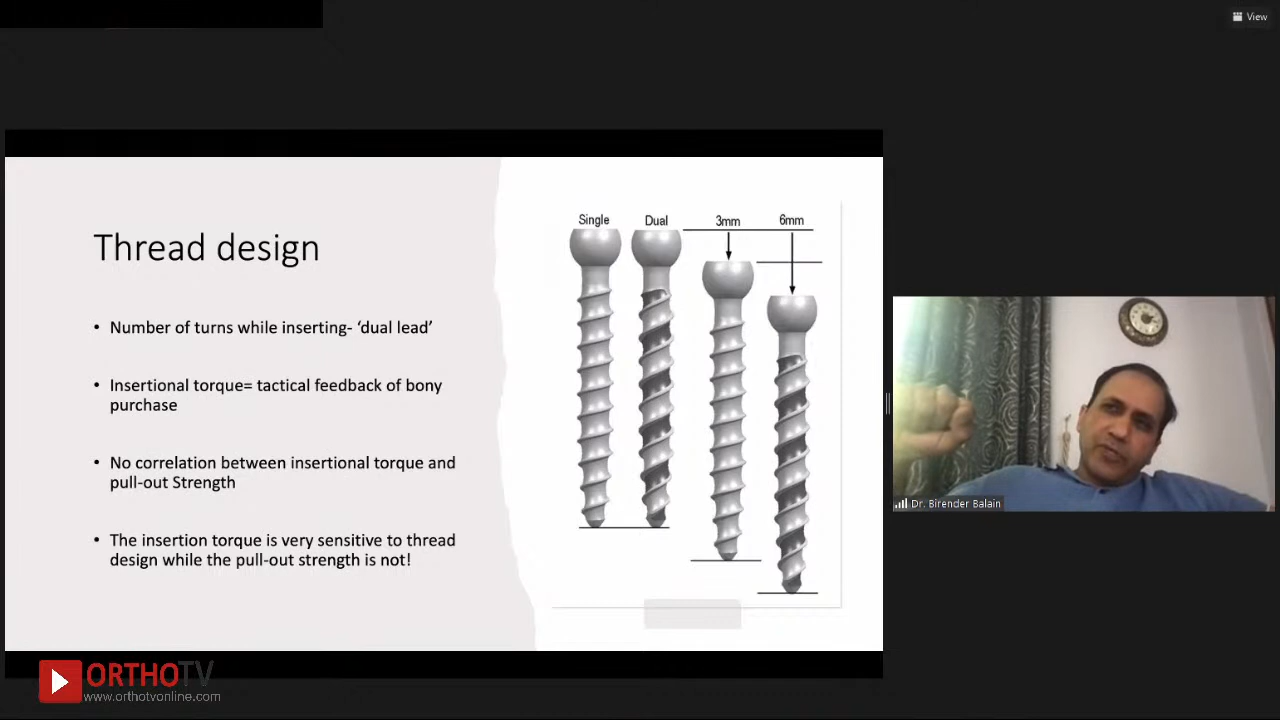 View
Thread design
• Number of turns while inserting- ‘dual lead’
• Insertional torque= tactical feedback of bony
purchase
• No correlation between insertional torque and
pull-out Strength
• The insertion torque is very sensitive to thread
design while the pull-out strength is not!
Single Dual 3mm 6mm
Dr. Birender Balain
ORTHOTV
www.orthotvonline.com